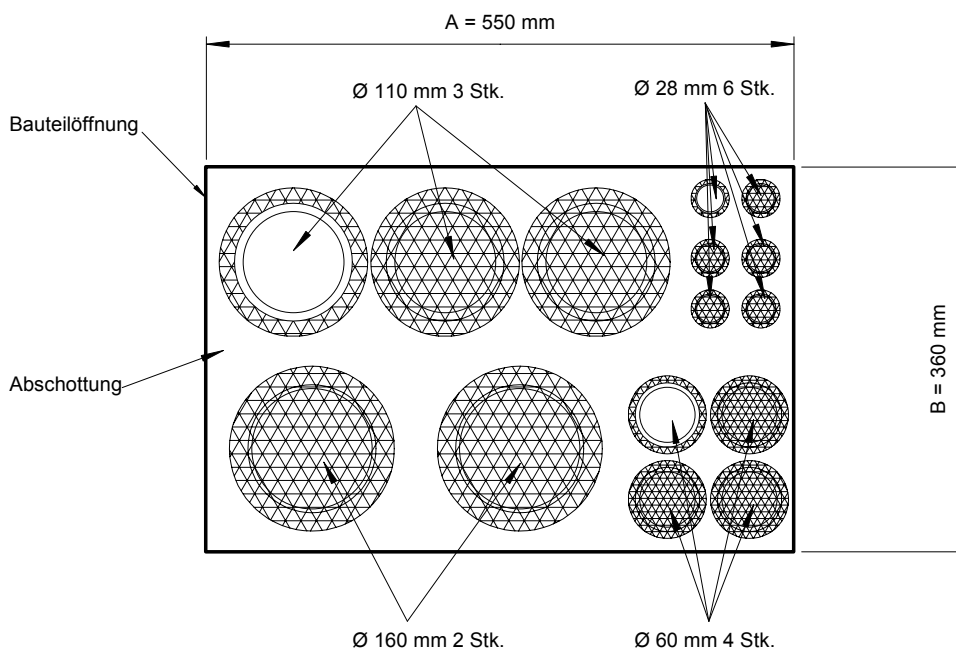 A = 550 mm
Ø 110 mm 3 Stk.
Ø 28 mm 6 Stk.
Bauteilöffnung
Abschottung
B = 360 mm
Ø 160 mm 2 Stk.
Ø 60 mm 4 Stk.